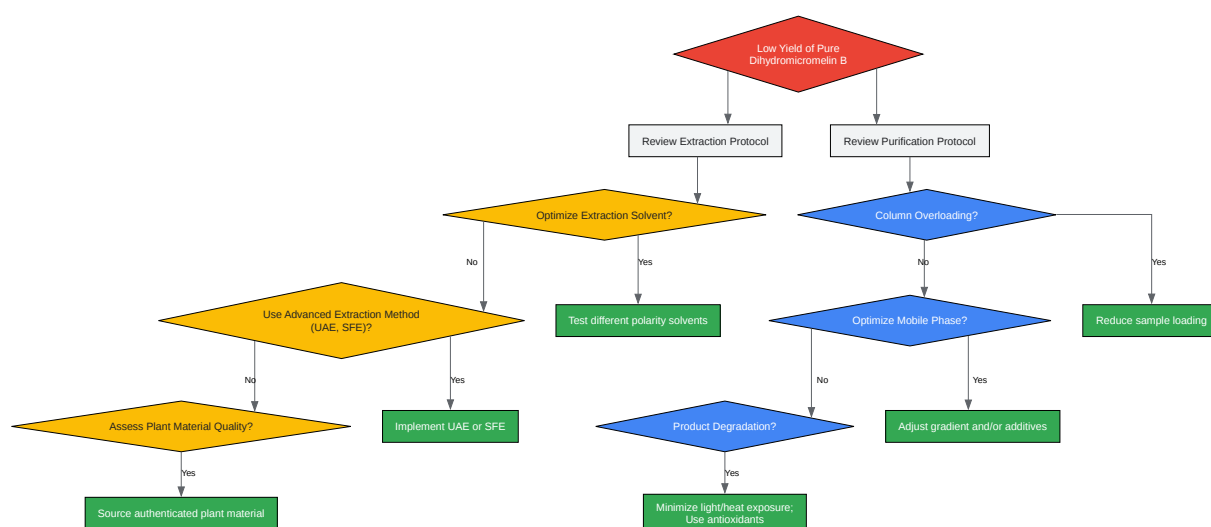 Low Yield of Pure
Dihydromicromelin B
Review Extraction Protocol
Review Purification Protocol
Optimize Extraction Solvent?
Column Overloading?
No
Yes
No
Yes
Use Advanced Extraction Method
(UAE, SFE)?
Test different polarity solvents
Optimize Mobile Phase?
Reduce sample loading
No
Yes
No
Yes
Assess Plant Material Quality?
Implement UAE or SFE
Product Degradation?
Adjust gradient and/or additives
Yes
Yes
Source authenticated plant material
Minimize light/heat exposure;
Use antioxidants